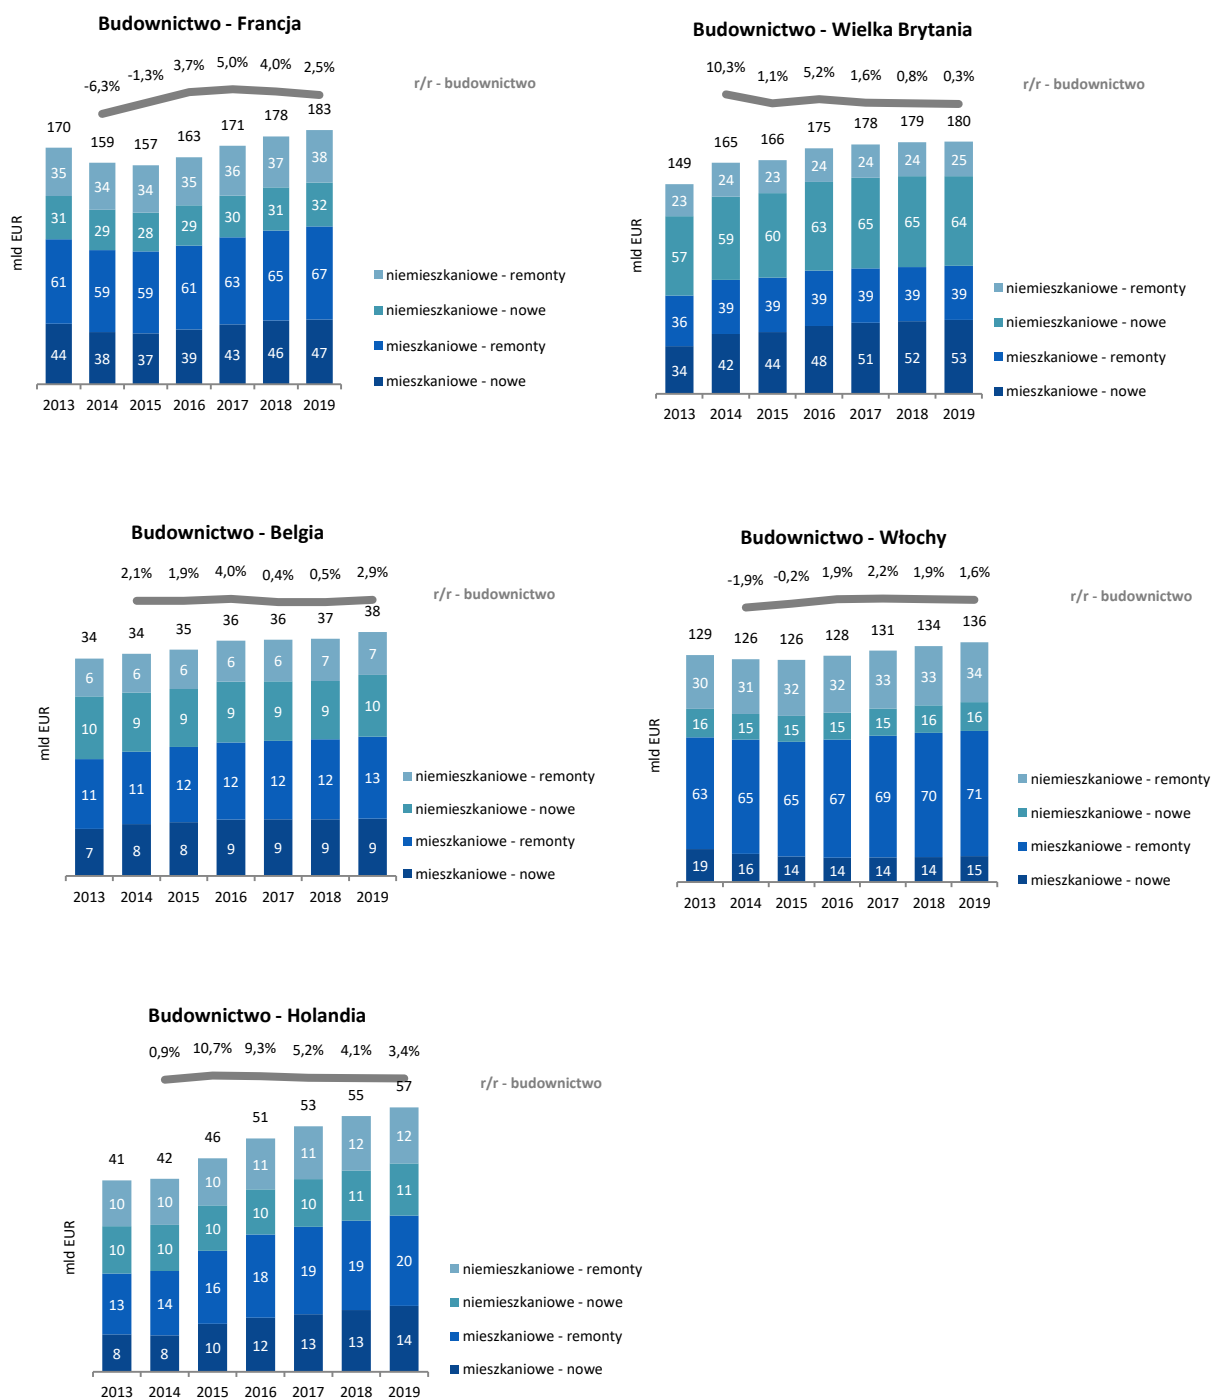 Budownictwo - Francja
-6,3% -1,3% 3,7% 5,0% 4,0% 2,5%
r/r - budownictwo
170 159 157 163 171 178 183
35 34 34 35 36 37 38
31 29 28 29 30 31 32
61 59 59 61 63 65 67
44 38 37 39 43 46 47
mld EUR
2013 2014 2015 2016 2017 2018 2019
niemieszkaniowe - remonty
niemieszkaniowe - nowe
mieszkaniowe - remonty
mieszkaniowe - nowe
Budownictwo - Wielka Brytania
10,3% 1,1% 5,2% 1,6% 0,8% 0,3%
r/r - budownictwo
149 165 166 175 178 179 180
23 24 23 24 24 24 25
57 59 60 63 65 65 64
36 39 39 39 39 39 39
34 42 44 48 51 52 53
mld EUR
2013 2014 2015 2016 2017 2018 2019
niemieszkaniowe - remonty
niemieszkaniowe - nowe
mieszkaniowe - remonty
mieszkaniowe - nowe
Budownictwo - Belgia
2,1% 1,9% 4,0% 0,4% 0,5% 2,9%
r/r - budownictwo
34 34 35 36 36 37 38
6 6 6 6 6 7 7
10 9 9 9 9 9 10
11 11 12 12 12 12 13
7 8 8 9 9 9 9
mld EUR
2013 2014 2015 2016 2017 2018 2019
niemieszkaniowe - remonty
niemieszkaniowe - nowe
mieszkaniowe - remonty
mieszkaniowe - nowe
Budownictwo - Włochy
-1,9% -0,2% 1,9% 2,2% 1,9% 1,6%
r/r - budownictwo
129 126 126 128 131 134 136
30 31 32 32 33 33 34
16 15 15 15 15 16 16
63 65 65 67 69 70 71
19 16 14 14 14 14 15
mld EUR
2013 2014 2015 2016 2017 2018 2019
niemieszkaniowe - remonty
niemieszkaniowe - nowe
mieszkaniowe - remonty
mieszkaniowe - nowe
Budownictwo - Holandia
0,9% 10,7% 9,3% 5,2% 4,1% 3,4%
r/r - budownictwo
41 42 46 51 53 55 57
10 10 10 11 11 12 12
10 10 10 10 10 11 11
13 14 16 18 19 19 20
8 8 10 12 13 13 14
mld EUR
2013 2014 2015 2016 2017 2018 2019
niemieszkaniowe - remonty
niemieszkaniowe - nowe
mieszkaniowe - remonty
mieszkaniowe - nowe